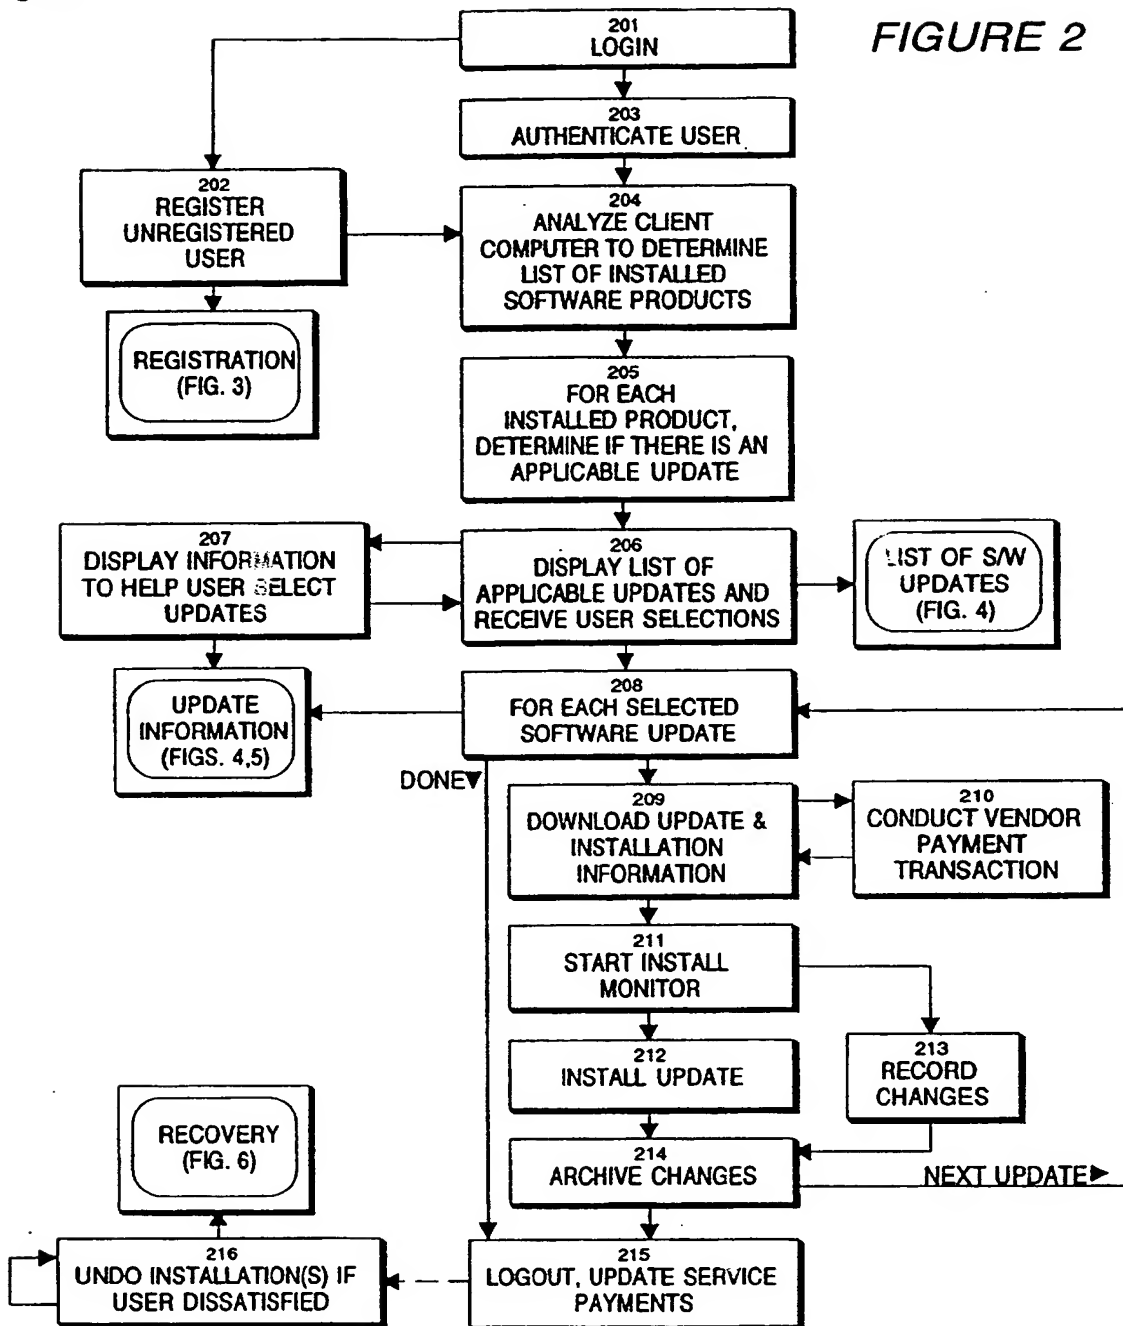 FIGURE 2
201
LOGIN
203
AUTHENTICATE USER
202
REGISTER
UNREGISTERED
USER
204
ANALYZE CLIENT
COMPUTER TO DETERMINE
LIST OF INSTALLED
SOFTWARE PRODUCTS
REGISTRATION
(FIG. 3)
205
FOR EACH
INSTALLED PRODUCT,
DETERMINE IF THERE IS AN
APPLICABLE UPDATE
207
DISPLAY INFORMATION
TO HELP USER SELECT
UPDATES
206
DISPLAY LIST OF
APPLICABLE UPDATES AND
RECEIVE USER SELECTIONS
LIST OF S/W
UPDATES
(FIG. 4)
UPDATE
INFORMATION
(FIGS. 4,5)
208
FOR EACH SELECTED
SOFTWARE UPDATE
DONE▼
209
DOWNLOAD UPDATE &
INSTALLATION
INFORMATION
210
CONDUCT VENDOR
PAYMENT
TRANSACTION
211
START INSTALL
MONITOR
212
INSTALL UPDATE
213
RECORD
CHANGES
RECOVERY
(FIG. 6)
214
ARCHIVE CHANGES
NEXT UPDATE▶
216
UNDO INSTALLATION(S) IF
USER DISSATISFIED
215
LOGOUT, UPDATE SERVICE
PAYMENTS